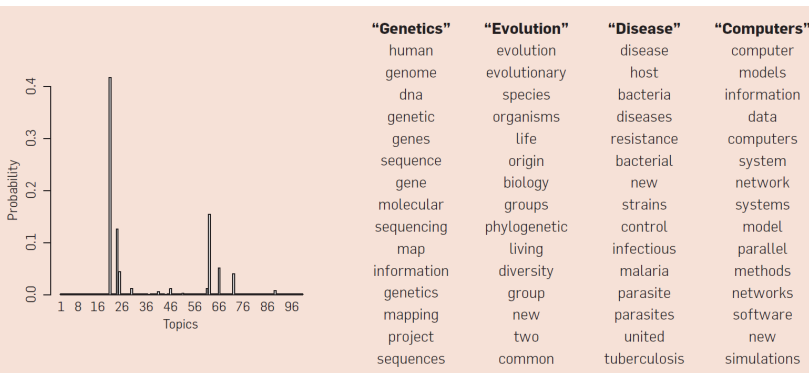 “Genetics” “Evolution” “Disease” “Computers”
human evolution disease computer
genome evolutionary host models
dna species bacteria information
genetic organisms diseases data
genes life resistance computers
sequence origin bacterial system
gene biology new network
molecular groups strains systems
sequencing phylogenetic control model
map living infectious parallel
information diversity malaria methods
genetics group parasite networks
mapping new parasites software
project two united new
sequences common tuberculosis simulations
Probability
0.4
0.3
0.2
0.1
0.0
1 8 16 26 36 46 56 66 76 86 96
Topics